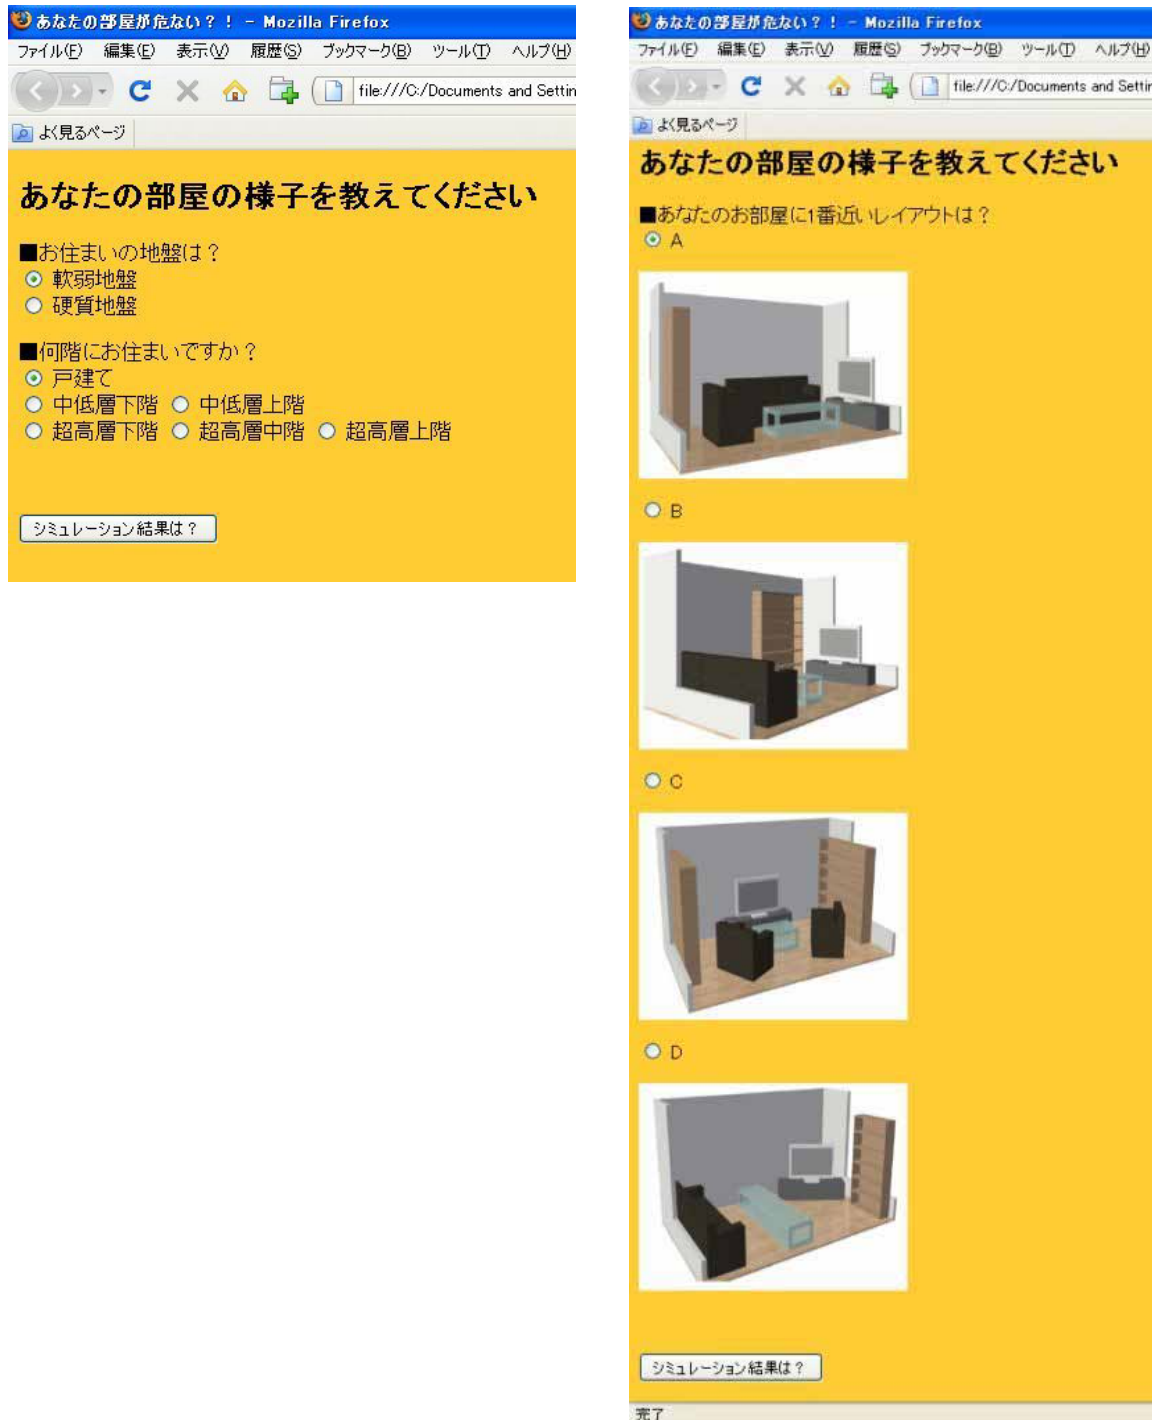 あなたの部屋が危ない？！ - Mozilla Firefox
ファイル(F) 編集(E) 表示(V) 履歴(S) ブックマーク(B) ツール(T) ヘルプ(H)
file:///C:/Documents and Settin
よく見るページ
あなたの部屋の様子を教えてください
■お住まいの地盤は？
軟弱地盤
硬質地盤
■何階にお住まいですか？
戸建て
中低層下階 中低層上階
超高層下階 超高層中階 超高層上階
シミュレーション結果は？
あなたの部屋が危ない？！ - Mozilla Firefox
ファイル(F) 編集(E) 表示(V) 履歴(S) ブックマーク(B) ツール(T) ヘルプ(H)
file:///C:/Documents and Settir
よく見るページ
あなたの部屋の様子を教えてください
■あなたのお部屋に1番近いレイアウトは？
A
B
C
D
シミュレーション結果は？
完了